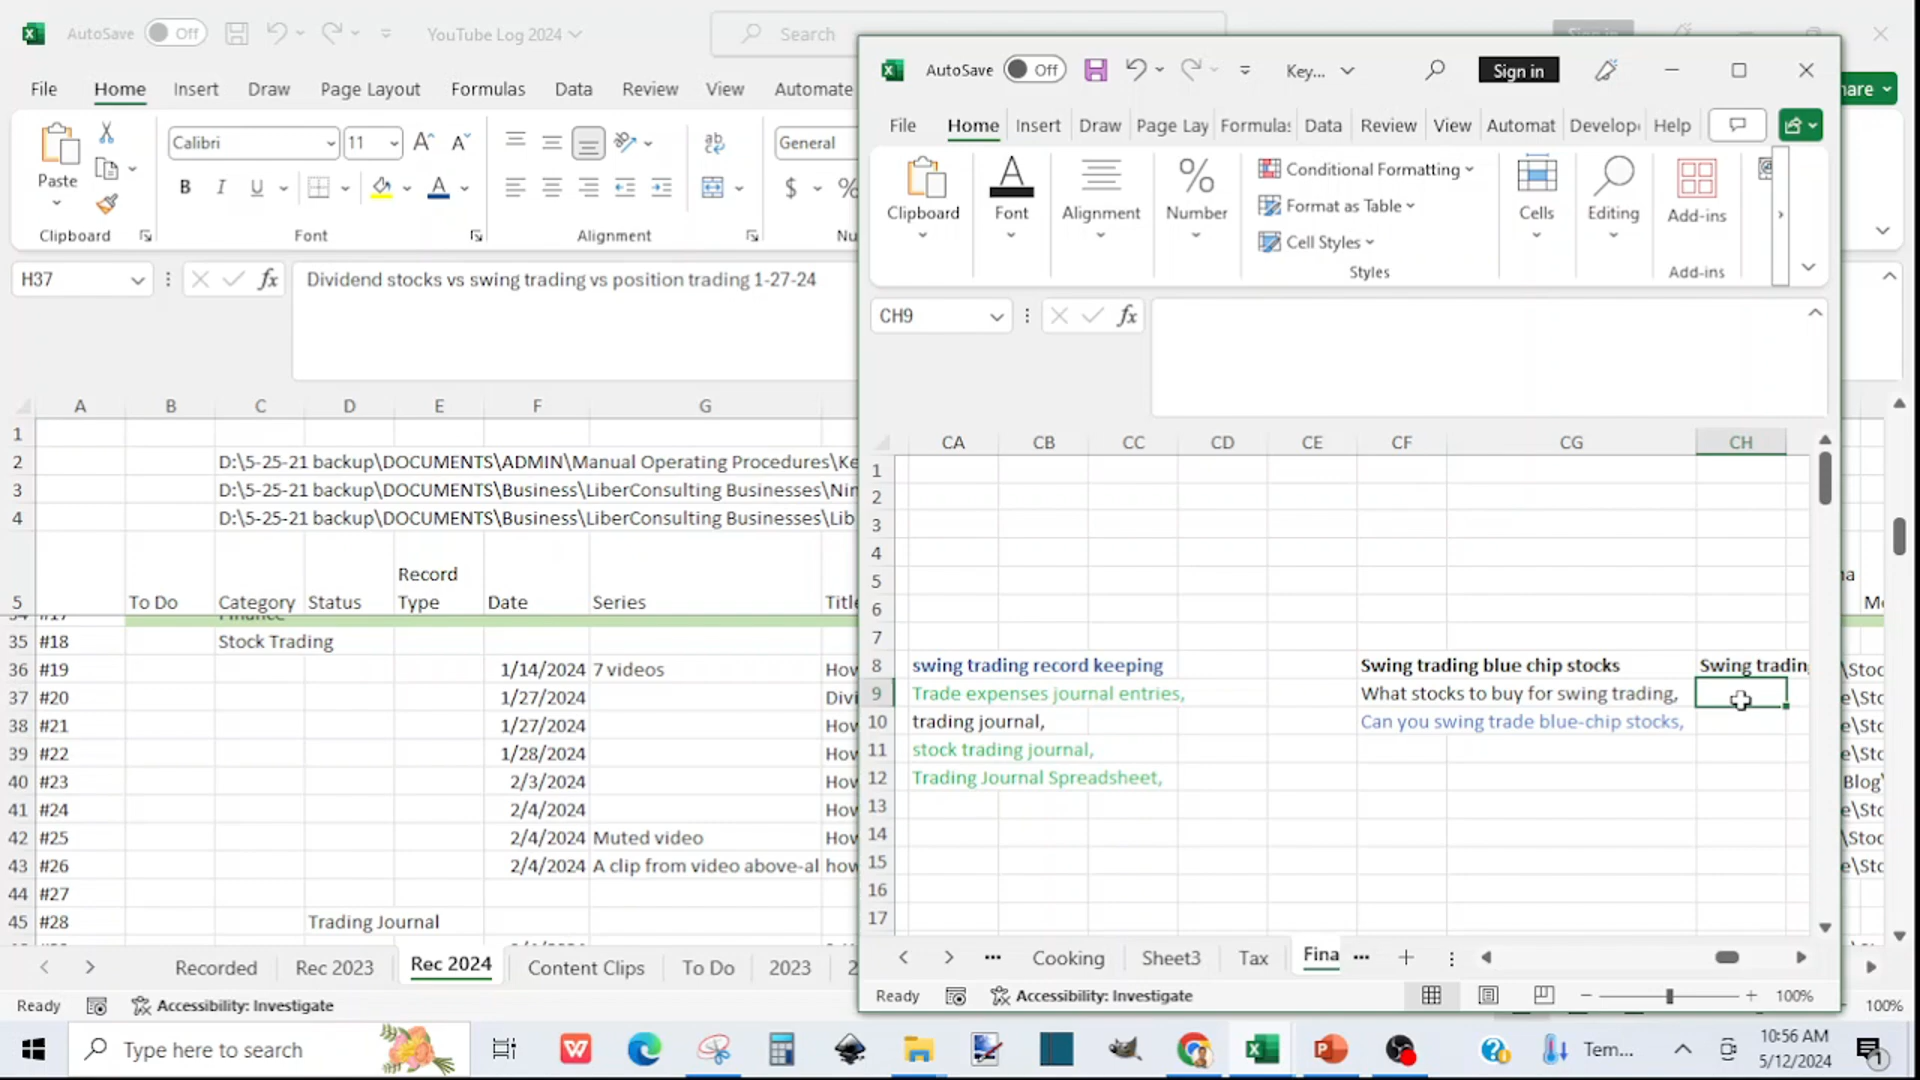 AutoSave Off YouTube Log 2024 Search
File Home Insert Draw Page Layout Formulas Data Review View Automate
Calibri 11 General
Paste B I U $ %
Clipboard Font Alignment
H37 fx Dividend stocks vs swing trading vs position trading 1-27-24
A B C D E F G
1
2 D:\5-25-21 backup\DOCUMENTS\ADMIN\Manual Operating Procedures\Ke
3 D:\5-25-21 backup\DOCUMENTS\Business\LiberConsulting Businesses\Nin
4 D:\5-25-21 backup\DOCUMENTS\Business\LiberConsulting Businesses\Lib
Record
5 To Do Category Status Type Date Series Title
35 #18 Stock Trading
36 #19 1/14/2024 7 videos How
37 #20 1/27/2024 Divi
38 #21 1/27/2024 How
39 #22 1/28/2024 How
40 #23 2/3/2024 How
41 #24 2/4/2024 How
42 #25 2/4/2024 Muted video How
43 #26 2/4/2024 A clip from video above-al how
44 #27
45 #28 Trading Journal
Recorded Rec 2023 Rec 2024 Content Clips To Do 2023 2
Ready Accessibility: Investigate
AutoSave Off Key... Sign in
File Home Insert Draw Page Lay Formulas Data Review View Automat Develop Help
Clipboard Font Alignment Number Conditional Formatting Cells Editing Add-ins
Format as Table
Cell Styles
Styles Add-ins
CH9 fx
CA CB CC CD CE CF CG CH
1
2
3
4
5
6
7
8 swing trading record keeping Swing trading blue chip stocks Swing trading
9 Trade expenses journal entries, What stocks to buy for swing trading,
10 trading journal, Can you swing trade blue-chip stocks,
11 stock trading journal,
12 Trading Journal Spreadsheet,
13
14
15
16
17
Cooking Sheet3 Tax Fina
Ready Accessibility: Investigate 100%
100%
Type here to search Tem... 10:56 AM
5/12/2024